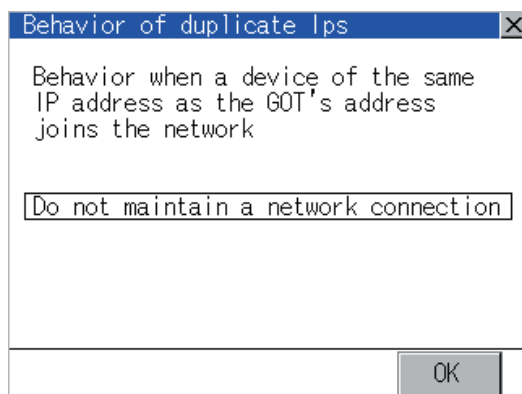 Behavior of duplicate Ips
Behavior when a device of the same
IP address as the GOT's address
joins the network
Do not maintain a network connection
OK